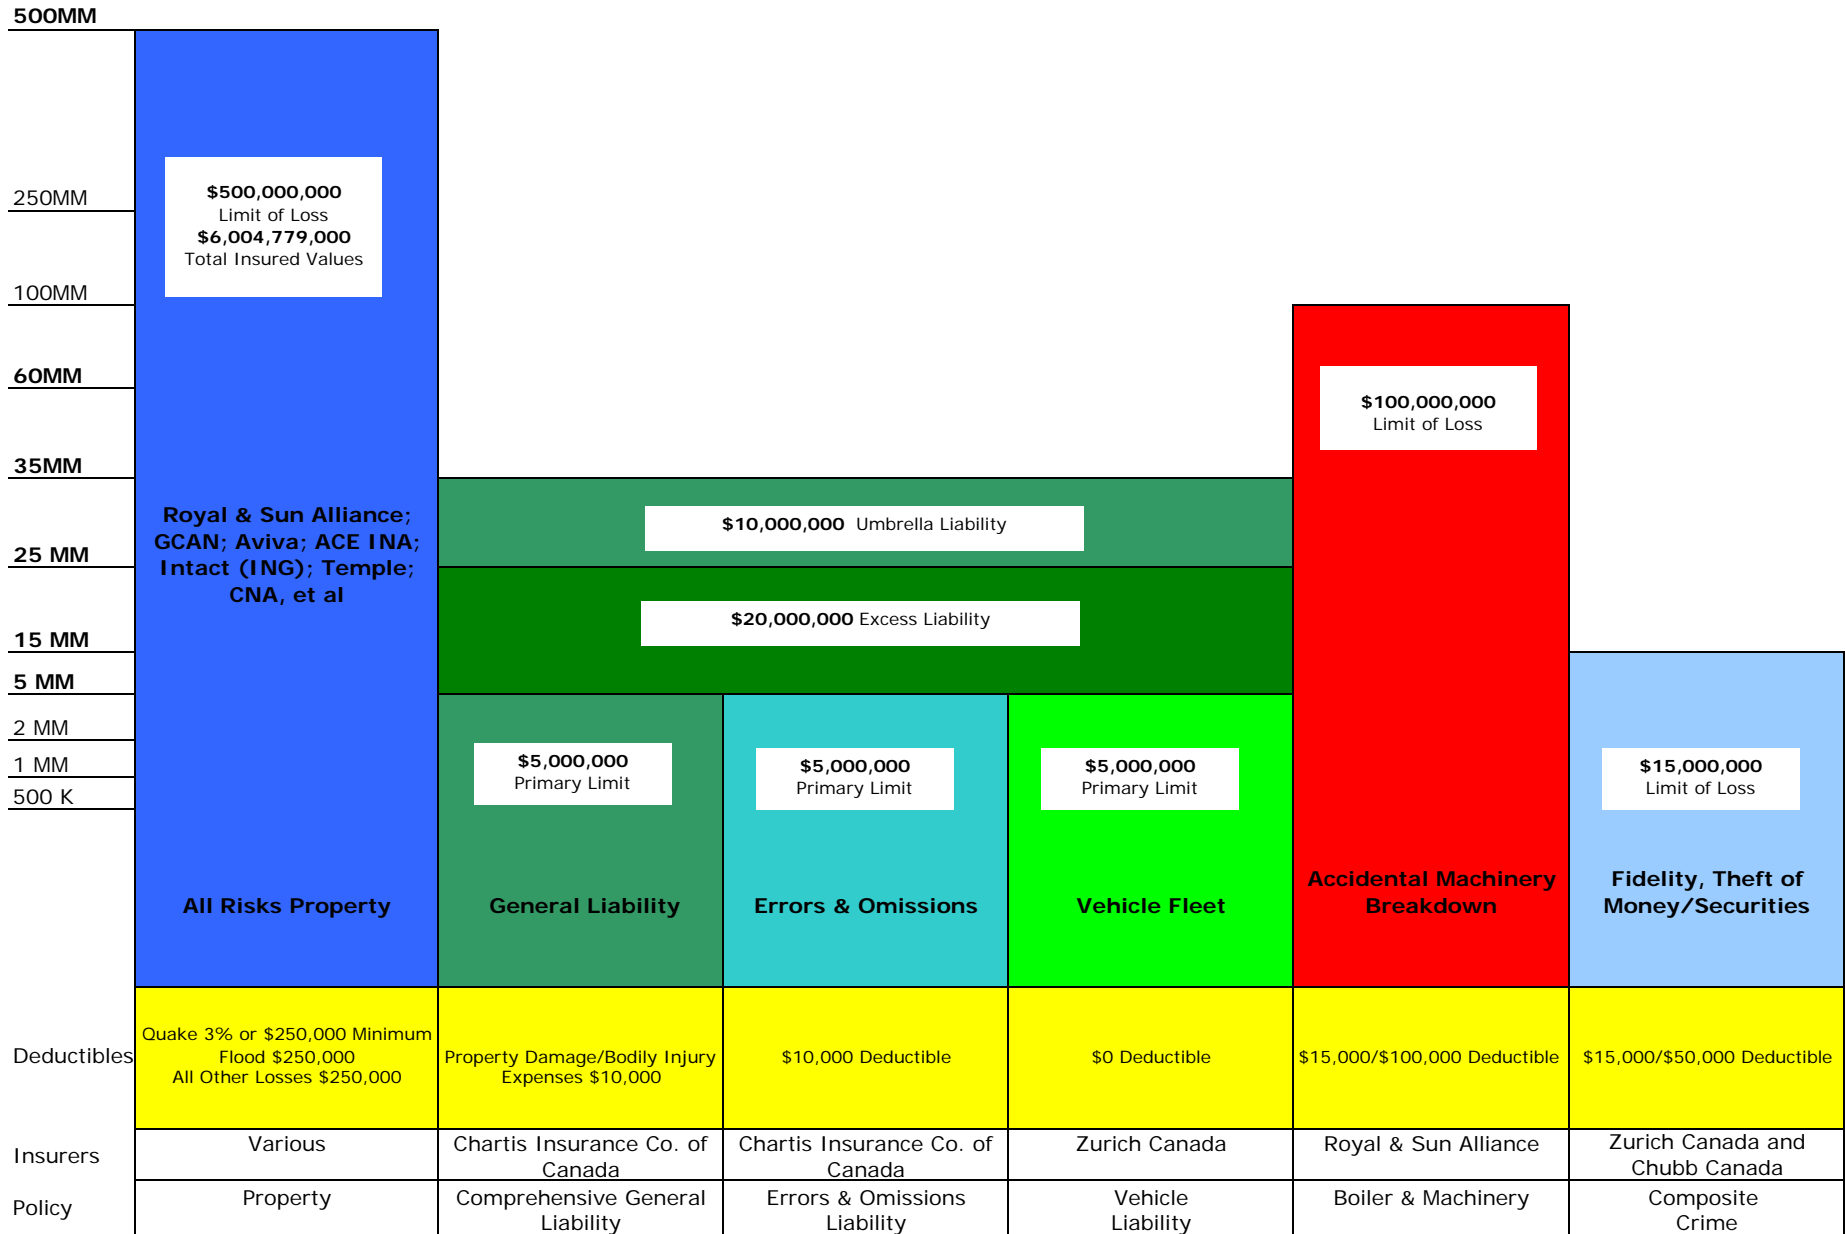 500MM
250MM
100MM
60MM
35MM
25 MM
15 MM
5 MM
2 MM
1 MM
500 K
$500,000,000
Limit of Loss
$6,004,779,000
Total Insured Values
Royal & Sun Alliance;
GCAN; Aviva; ACE INA;
Intact (ING); Temple;
CNA, et al
All Risks Property
$10,000,000 Umbrella Liability
$20,000,000 Excess Liability
$5,000,000
Primary Limit
General Liability
$5,000,000
Primary Limit
Errors & Omissions
$5,000,000
Primary Limit
Vehicle Fleet
$100,000,000
Limit of Loss
Accidental Machinery
Breakdown
$15,000,000
Limit of Loss
Fidelity, Theft of
Money/Securities
Deductibles
Quake 3% or $250,000 Minimum
Flood $250,000
All Other Losses $250,000
Property Damage/Bodily Injury
Expenses $10,000
$10,000 Deductible
$0 Deductible
$15,000/$100,000 Deductible
$15,000/$50,000 Deductible
Insurers
Various
Chartis Insurance Co. of
Canada
Chartis Insurance Co. of
Canada
Zurich Canada
Royal & Sun Alliance
Zurich Canada and
Chubb Canada
Policy
Property
Comprehensive General
Liability
Errors & Omissions
Liability
Vehicle
Liability
Boiler & Machinery
Composite
Crime